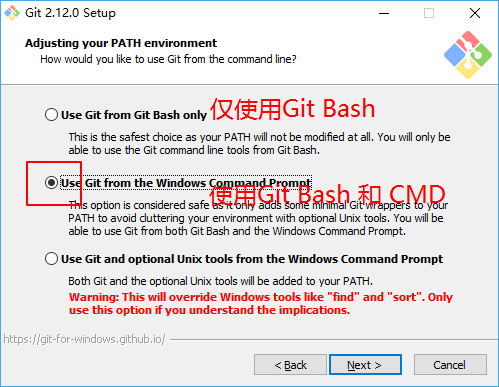 Git 2.12.0 Setup
Adjusting your PATH environment
How would you like to use Git from the command line?
Use Git from Git Bash only 仅使用Git Bash
This is the safest choice as your PATH will not be modified at all. You will only be
able to use the Git command line tools from Git Bash.
Use Git from the Windows Command Prompt
使用Git Bash 和 CMD
This option is considered safe as it only adds some minimal Git wrappers to your
PATH to avoid cluttering your environment with optional Unix tools. You will be
able to use Git from both Git Bash and the Windows Command Prompt.
Use Git and optional Unix tools from the Windows Command Prompt
Both Git and the optional Unix tools will be added to your PATH.
Warning: This will override Windows tools like "find" and "sort". Only
use this option if you understand the implications.
https://git-for-windows.github.io/
< Back Next > Cancel